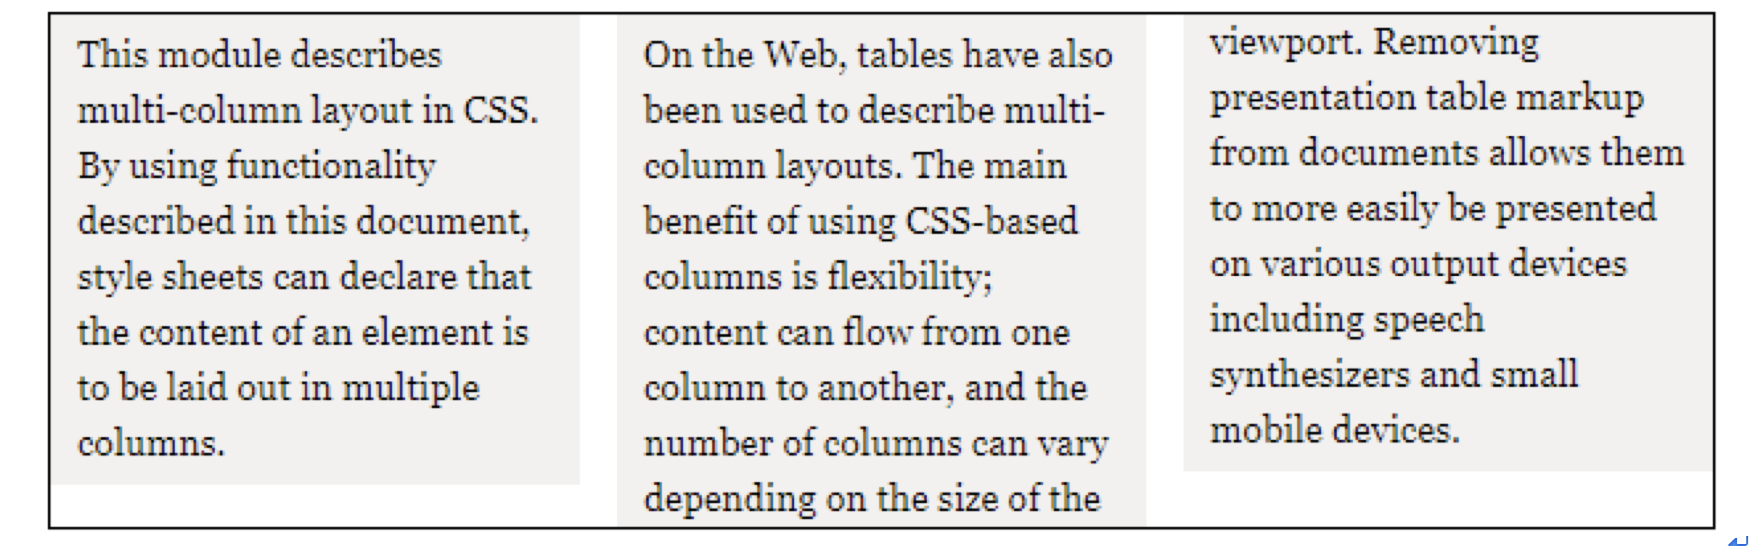 This module describes
multi-column layout in CSS.
By using functionality
described in this document,
style sheets can declare that
the content of an element is
to be laid out in multiple
columns.
On the Web, tables have also
been used to describe multi-
column layouts. The main
benefit of using CSS-based
columns is flexibility;
content can flow from one
column to another, and the
number of columns can vary
depending on the size of the
viewport. Removing
presentation table markup
from documents allows them
to more easily be presented
on various output devices
including speech
synthesizers and small
mobile devices.